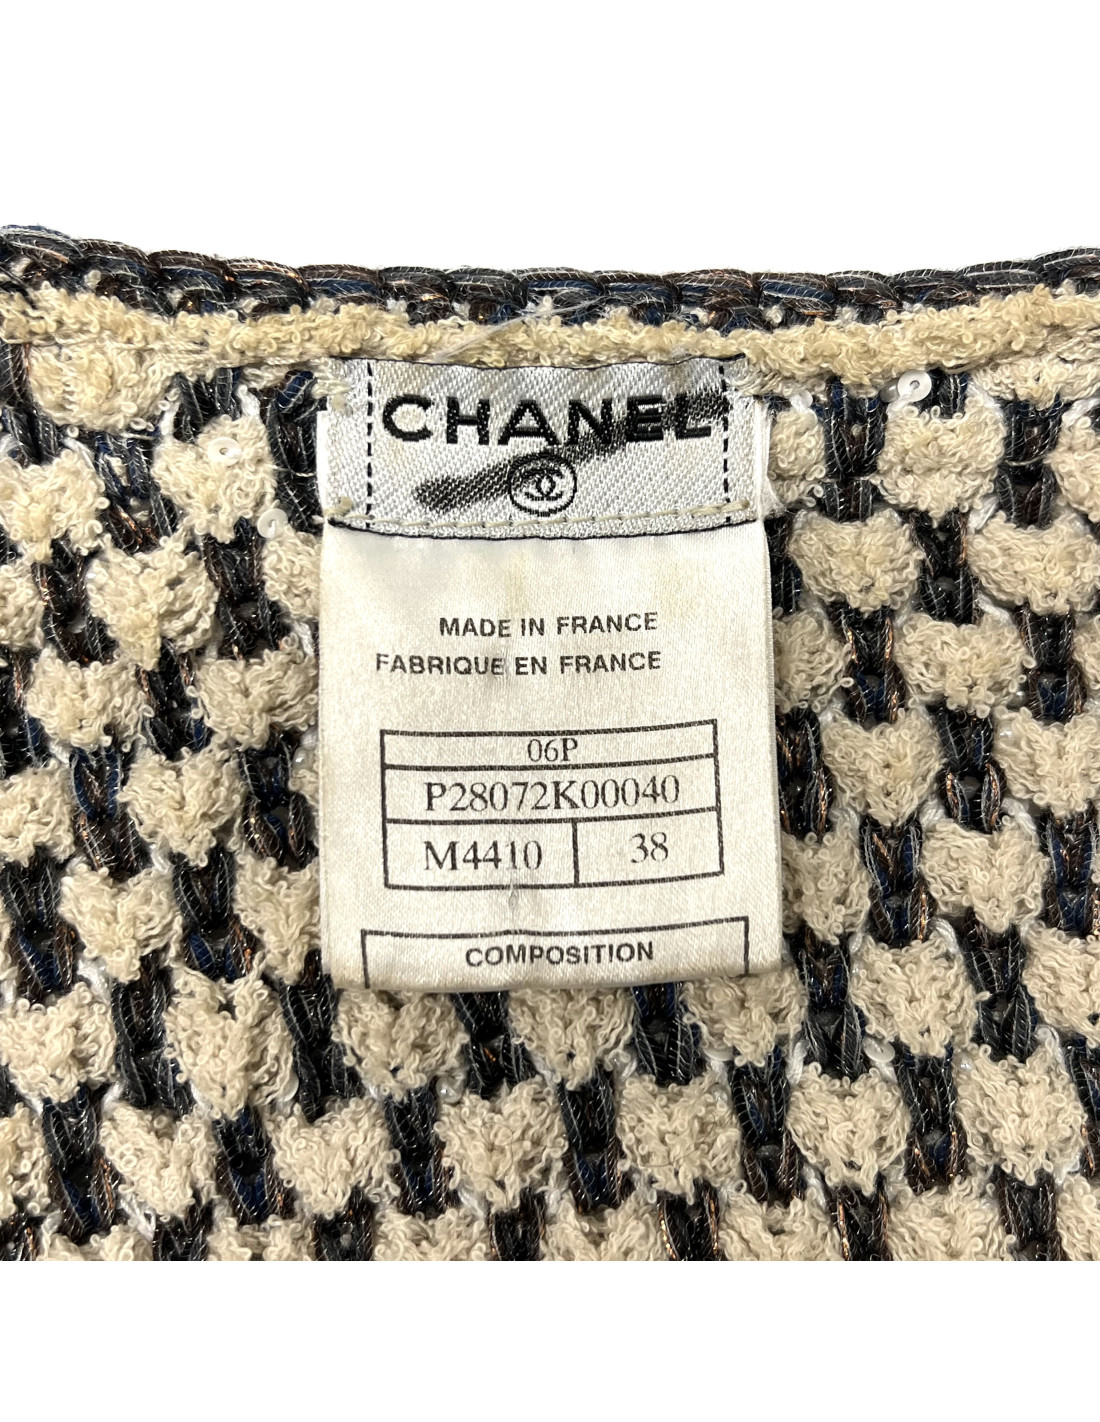 CHANEL
MADE IN FRANCE
FABRIQUE EN FRANCE
06P
P28072K00040
M4410 38
COMPOSITION